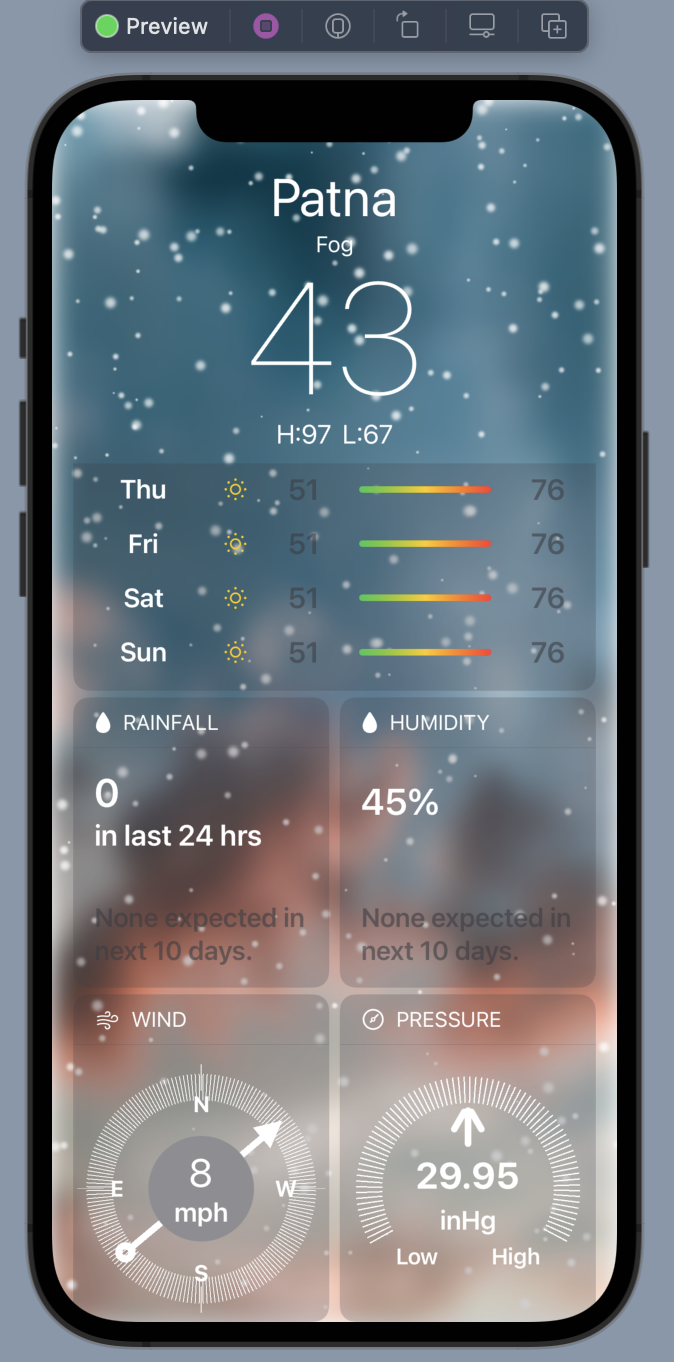 Preview
Patna
Fog
43
H:97 L:67
Thu 51 76
Fri 51 76
Sat 51 76
Sun 51 76
RAINFALL
0
in last 24 hrs
None expected in
next 10 days.
HUMIDITY
45%
None expected in
next 10 days.
WIND
N
E
W
S
8
mph
PRESSURE
29.95
inHg
Low High